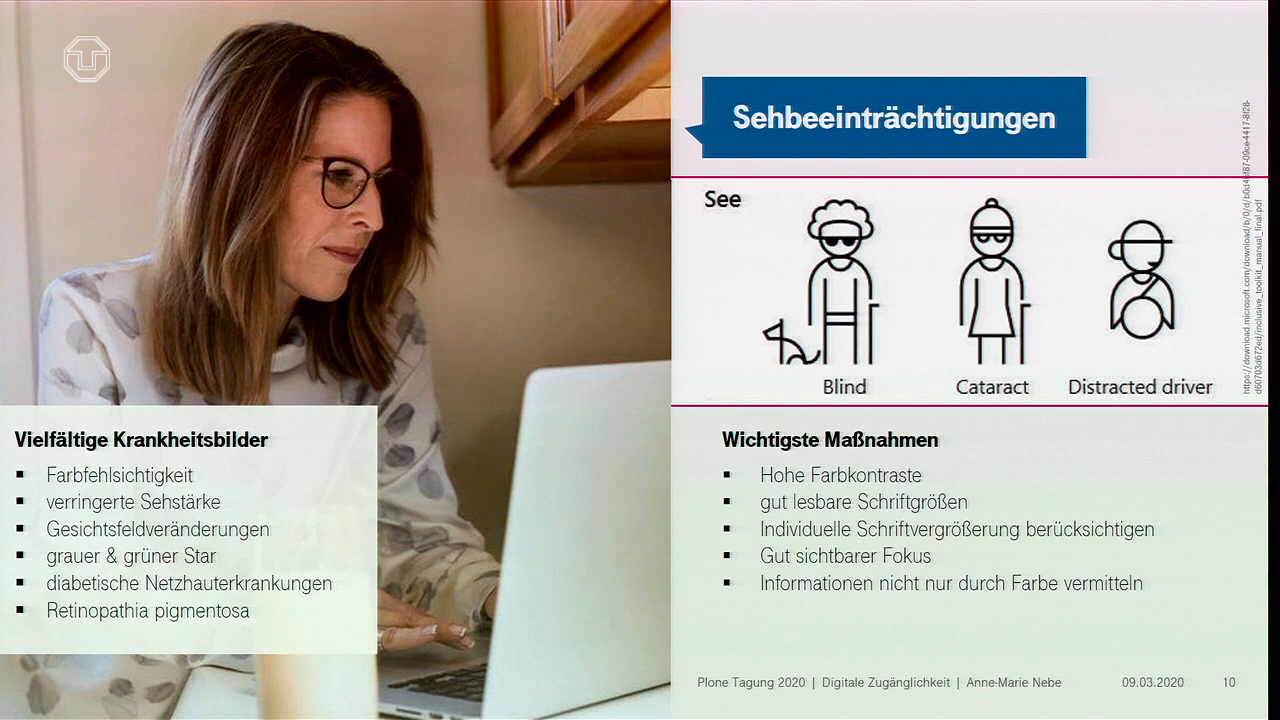 Sehbeeinträchtigungen
See
Blind
Cataract
Distracted driver
Vielfältige Krankheitsbilder
▪ Farbfehlsichtigkeit
▪ verringerte Sehstärke
▪ Gesichtsfeldveränderungen
▪ grauer & grüner Star
▪ diabetische Netzhauterkrankungen
▪ Retinopathia pigmentosa
Wichtigste Maßnahmen
▪ Hohe Farbkontraste
▪ gut lesbare Schriftgrößen
▪ Individuelle Schriftvergrößerung berücksichtigen
▪ Gut sichtbarer Fokus
▪ Informationen nicht nur durch Farbe vermitteln
Plone Tagung 2020 | Digitale Zugänglichkeit | Anne-Marie Nebe 09.03.2020 10